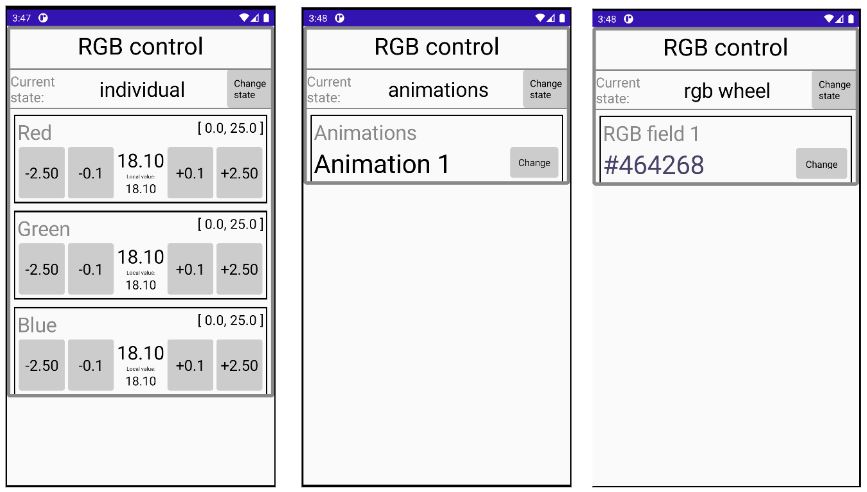 3:47
RGB control
Current
state:
individual
Change
state
Red
[ 0.0, 25.0 ]
-2.50
-0.1
18.10
Local value:
18.10
+0.1
+2.50
Green
[ 0.0, 25.0 ]
-2.50
-0.1
18.10
Local value:
18.10
+0.1
+2.50
Blue
[ 0.0, 25.0 ]
-2.50
-0.1
18.10
Local value:
18.10
+0.1
+2.50
3:48
RGB control
Current
state:
animations
Change
state
Animations
Animation 1
Change
3:48
RGB control
Current
state:
rgb wheel
Change
state
RGB field 1
#464268
Change